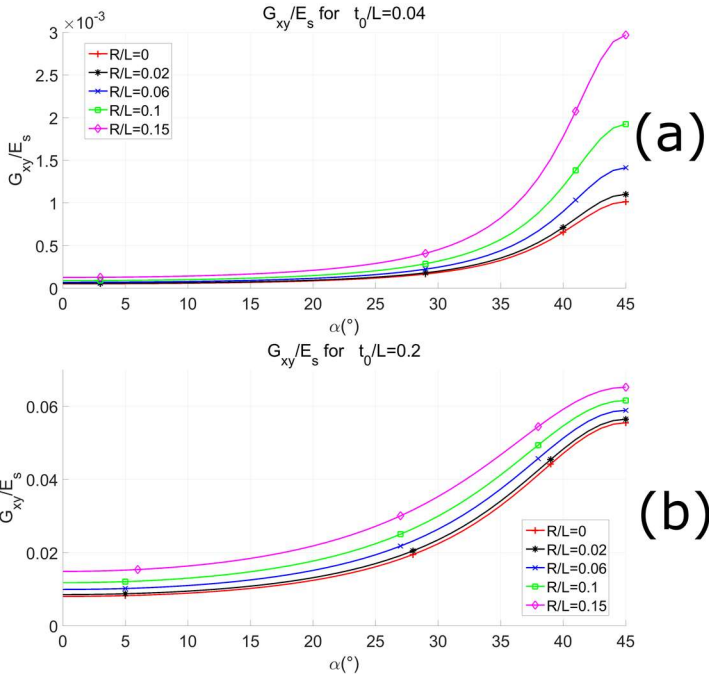 G_xy/E_s for t_0/L=0.04
×10^-3
3
2.5
2
1.5
1
0.5
0
G_xy/E_s
R/L=0
R/L=0.02
R/L=0.06
R/L=0.1
R/L=0.15
(a)
0 5 10 15 20 25 30 35 40 45
α(°)
G_xy/E_s for t_0/L=0.2
0.06
0.04
0.02
0
G_xy/E_s
R/L=0
R/L=0.02
R/L=0.06
R/L=0.1
R/L=0.15
(b)
0 5 10 15 20 25 30 35 40 45
α(°)